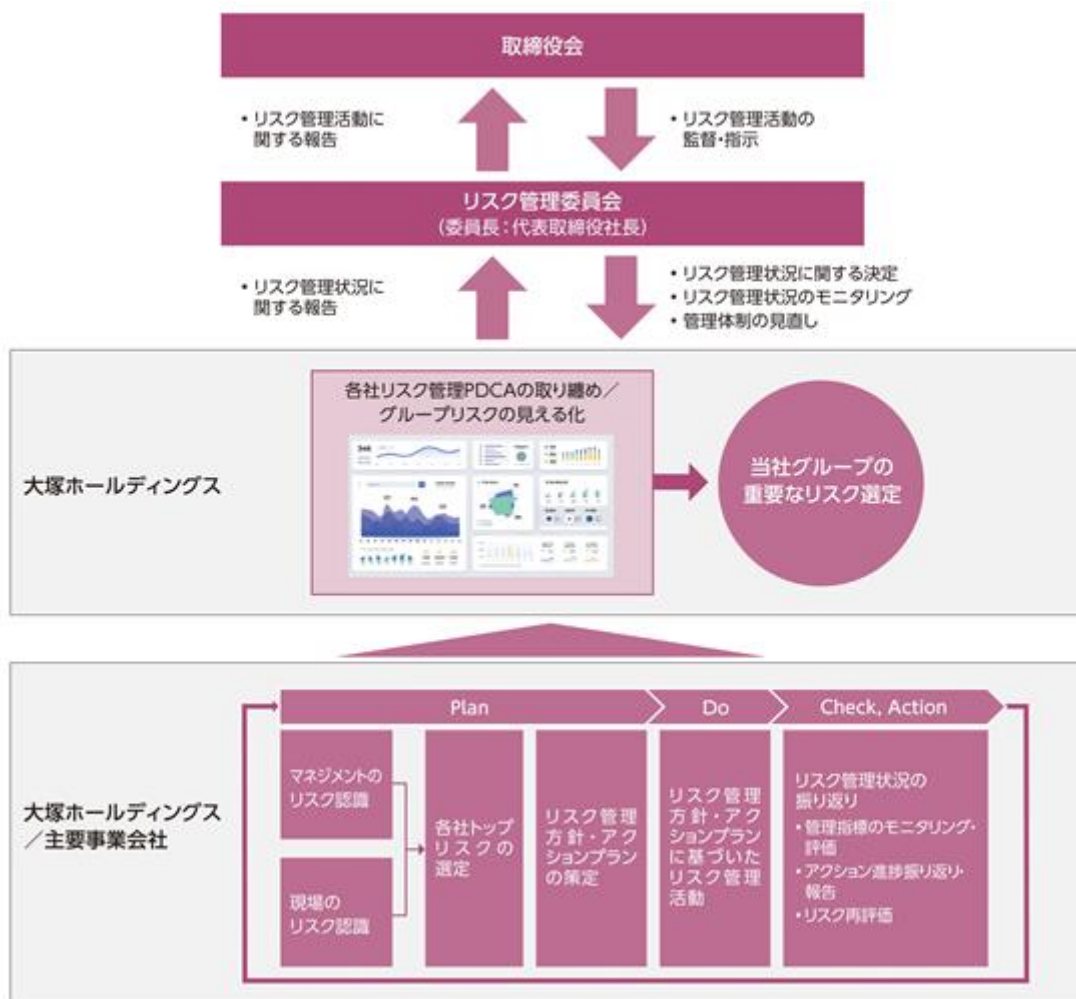 取締役会
• リスク管理活動に
関する報告
• リスク管理活動の
監督・指示
リスク管理委員会
(委員長：代表取締役社長)
• リスク管理状況に
関する報告
• リスク管理状況に関する決定
• リスク管理状況のモニタリング
• 管理体制の見直し
大塚ホールディングス
各社リスク管理PDCAの取り纏め／
グループリスクの見える化
当社グループの
重要なリスク選定
大塚ホールディングス
／主要事業会社
Plan
Do
Check, Action
マネジメントの
リスク認識
現場の
リスク認識
各社トップ
リスクの
選定
リスク管理
方針・アク
ションプラン
の策定
リスク管理
方針・アク
ションプラン
に基づいた
リスク管理
活動
リスク管理状況の
振り返り
• 管理指標のモニタリング・
評価
• アクション進捗振り返り・
報告
• リスク再評価